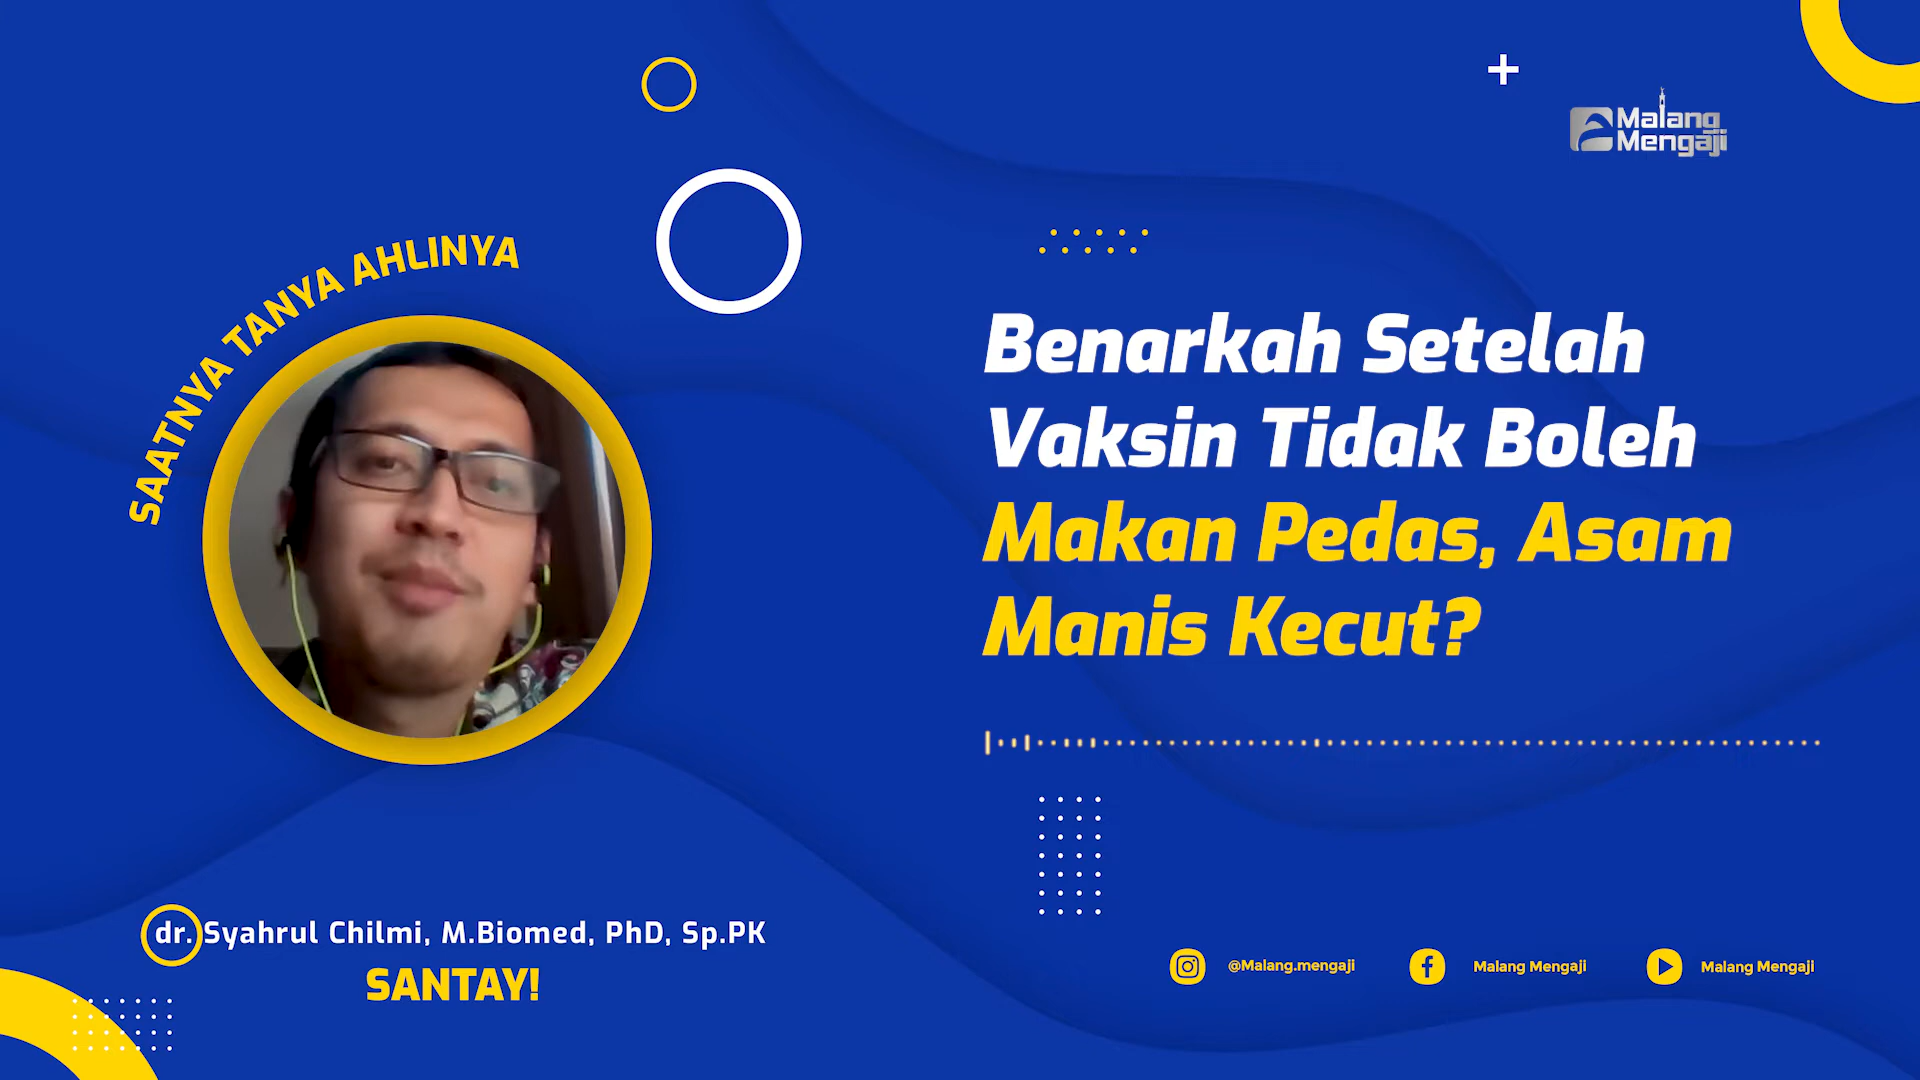 Malang
Mengaji
SAATNYA TANYA AHLINYA
Benarkah Setelah
Vaksin Tidak Boleh
Makan Pedas, Asam
Manis Kecut?
dr. Syahrul Chilmi, M.Biomed, PhD, Sp.PK
SANTAY!
@Malang.mengaji
Malang Mengaji
Malang Mengaji